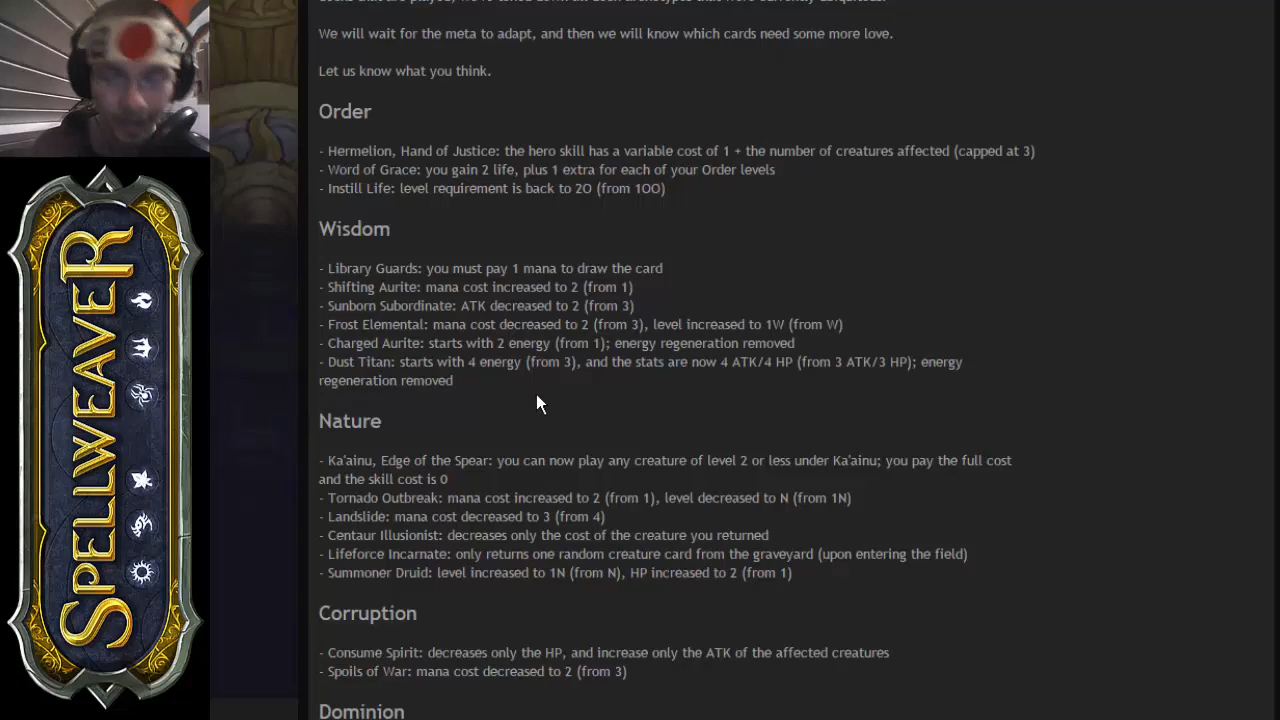 We will wait for the meta to adapt, and then we will know which cards need some more love.
Let us know what you think.
Order
- Hermelion, Hand of Justice: the hero skill has a variable cost of 1 + the number of creatures affected (capped at 3)
- Word of Grace: you gain 2 life, plus 1 extra for each of your Order levels
- Instill Life: level requirement is back to 2O (from 1OO)
Wisdom
- Library Guards: you must pay 1 mana to draw the card
- Shifting Aurite: mana cost increased to 2 (from 1)
- Sunborn Subordinate: ATK decreased to 2 (from 3)
- Frost Elemental: mana cost decreased to 2 (from 3), level increased to 1W (from W)
- Charged Aurite: starts with 2 energy (from 1); energy regeneration removed
- Dust Titan: starts with 4 energy (from 3), and the stats are now 4 ATK/4 HP (from 3 ATK/3 HP); energy
regeneration removed
Nature
- Ka'ainu, Edge of the Spear: you can now play any creature of level 2 or less under Ka'ainu; you pay the full cost
and the skill cost is 0
- Tornado Outbreak: mana cost increased to 2 (from 1), level decreased to N (from 1N)
- Landslide: mana cost decreased to 3 (from 4)
- Centaur Illusionist: decreases only the cost of the creature you returned
- Lifeforce Incarnate: only returns one random creature card from the graveyard (upon entering the field)
- Summoner Druid: level increased to 1N (from N), HP increased to 2 (from 1)
Corruption
- Consume Spirit: decreases only the HP, and increase only the ATK of the affected creatures
- Spoils of War: mana cost decreased to 2 (from 3)
Dominion
SPELLWEAVER